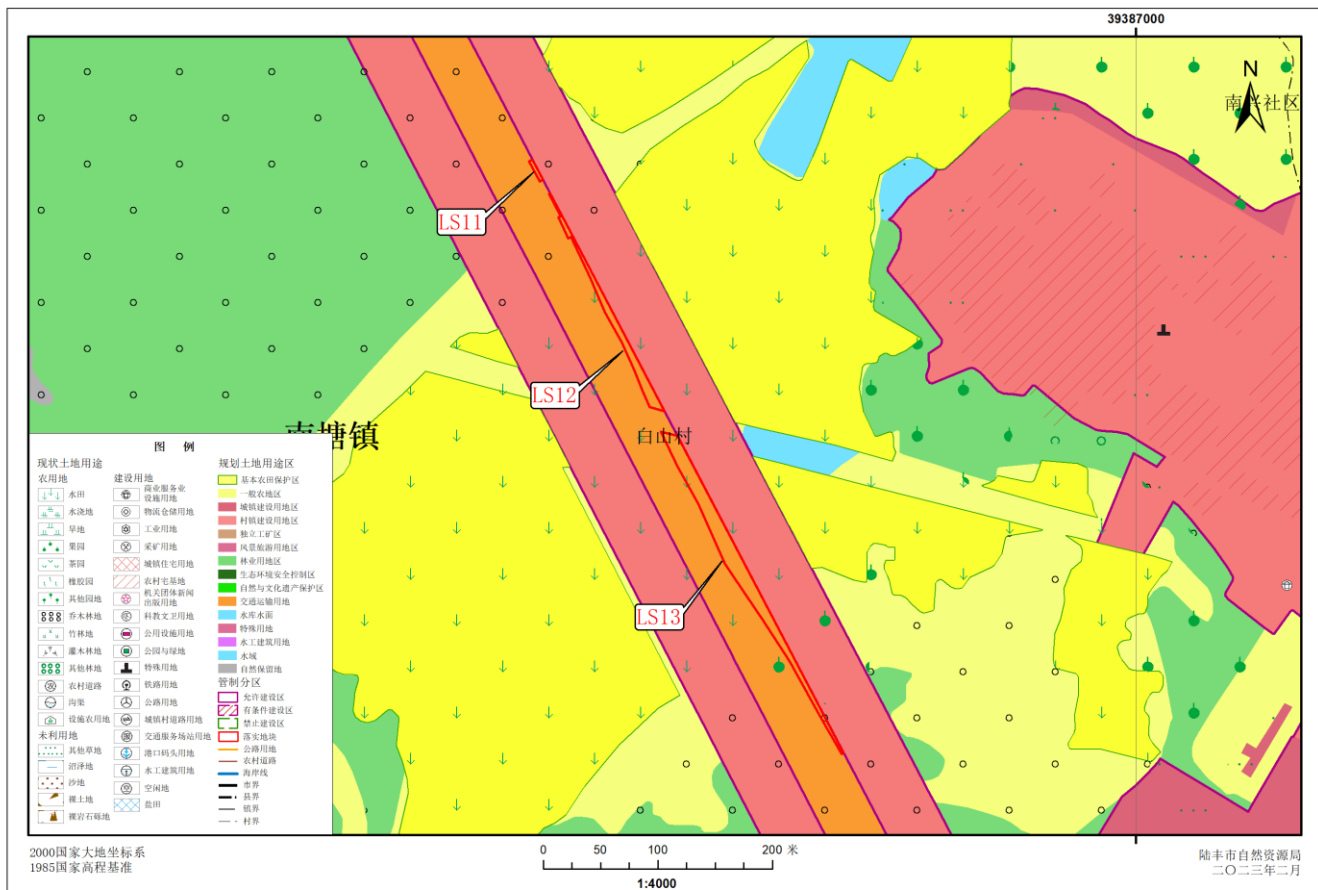 39387000
N
南兴社区
LS11
LS12
南塘镇
白山村
LS13
图 例
现状土地用途
农用地
水田
水浇地
旱地
果园
茶园
橡胶园
其他园地
乔木林地
竹林地
灌木林地
其他林地
农村道路
沟渠
设施农用地
未利用地
其他草地
沼泽地
沙地
裸土地
裸岩石砾地
建设用地
商业服务业
设施用地
物流仓储用地
工业用地
采矿用地
城镇住宅用地
农村宅基地
机关团体新闻
出版用地
科教文卫用地
公用设施用地
公园与绿地
特殊用地
铁路用地
公路用地
城镇村道路用地
交通服务场站用地
港口码头用地
水工建筑用地
空闲地
盐田
规划土地用途区
基本农田保护区
一般农地区
城镇建设用地区
村镇建设用地区
独立工矿区
风景旅游用地区
林业用地区
生态环境安全控制区
自然与文化遗产保护区
交通运输用地
水库水面
特殊用地
水工建筑用地
水域
自然保留地
管制分区
允许建设区
有条件建设区
禁止建设区
落实地块
公路用地
农村道路
海岸线
市界
县界
镇界
村界
2000国家大地坐标系
1985国家高程基准
0 50 100 200 米
1:4000
陆丰市自然资源局
二〇二三年二月